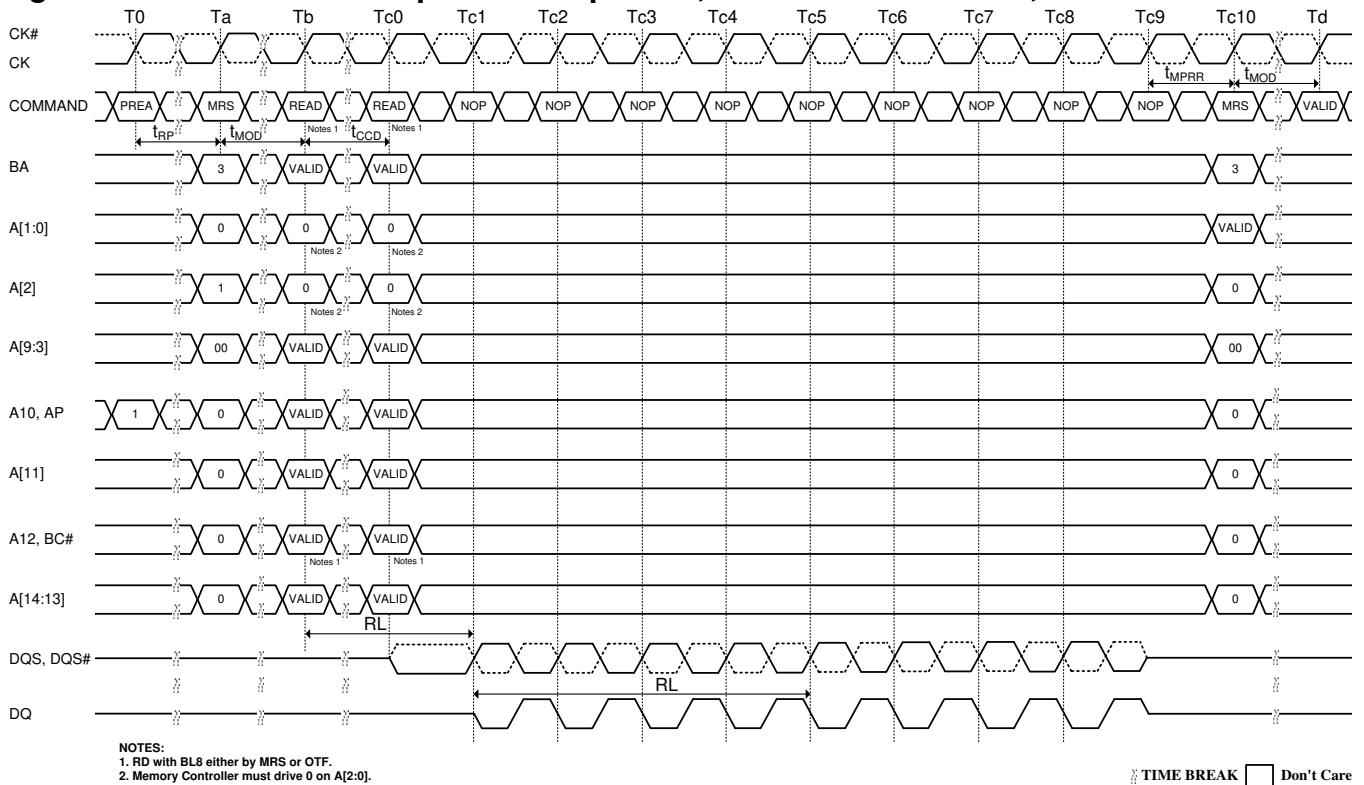 T0 Ta Tb Tc0 Tc1 Tc2 Tc3 Tc4 Tc5 Tc6 Tc7 Tc8 Tc9 Tc10 Td
CK#
CK
tMPRR tMOD
COMMAND PREA MRS READ READ NOP NOP NOP NOP NOP NOP NOP NOP NOP MRS VALID
Notes 1 Notes 1
tRP tMOD tCCD
BA 3 VALID VALID 3
A[1:0] 0 0 0 VALID
Notes 2 Notes 2
A[2] 1 0 0 0
Notes 2 Notes 2
A[9:3] 00 VALID VALID 00
A10, AP 1 0 VALID VALID 0
A[11] 0 VALID VALID 0
A12, BC# 0 VALID VALID 0
Notes 1 Notes 1
A[14:13] 0 VALID VALID 0
RL
DQS, DQS#
RL
DQ
NOTES:
1. RD with BL8 either by MRS or OTF.
2. Memory Controller must drive 0 on A[2:0].
TIME BREAK Don't Care